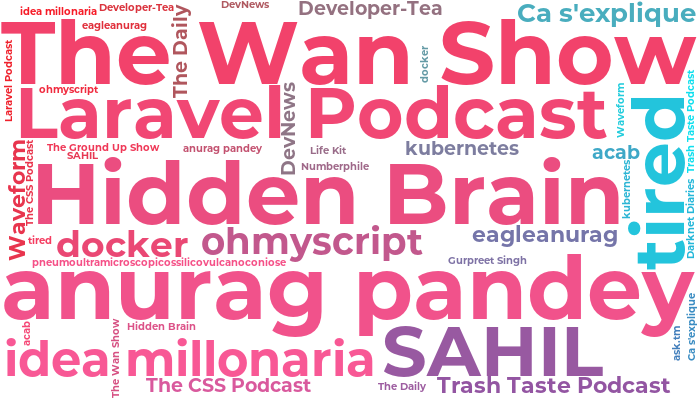 idea millonaria
Developer-Tea
DevNews
Developer-Tea
Ca s'explique
eagleanurag
The Daily
The Wan Show
Laravel Podcast
docker
ohmyscript
Laravel Podcast
DevNews
Waveform
Trash Taste Podcast
tired
The Ground Up Show
SAHIL
anurag pandey
Life Kit
Numberphile
kubernetes
acab
Waveform
The CSS Podcast
Hidden Brain
kubernetes
Darknet Diaries
tired
docker
ohmyscript
eagleanurag
pneumoultramicroscopicossilicovulcanoconiose
Gurpreet Singh
anurag pandey
acab
Hidden Brain
The Wan Show
idea millonaria
SAHIL
ask.tm
Ca s'explique
The CSS Podcast
The Daily
Trash Taste Podcast